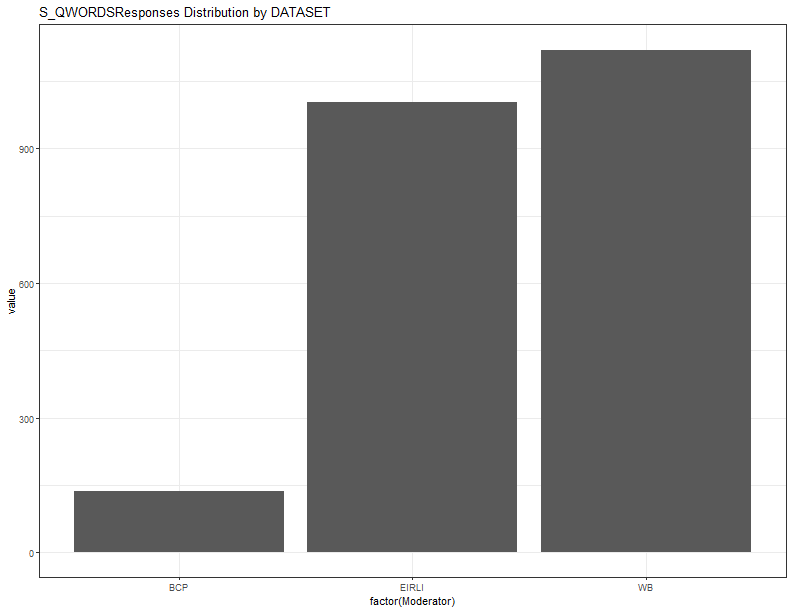 S_QWORDSResponses Distribution by DATASET
900
600
300
0
value
BCP EIRLI WB
factor(Moderator)